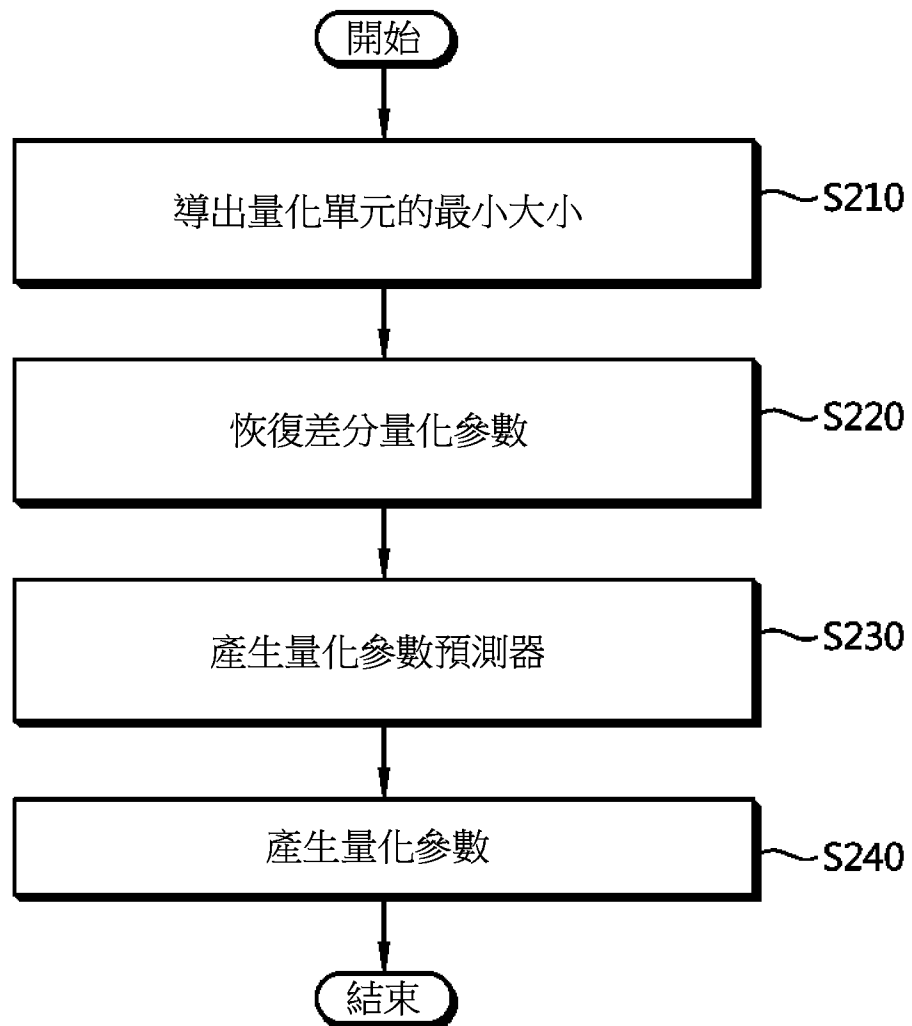 開始
導出量化單元的最小大小
S210
恢復差分量化參數
S220
產生量化參數預測器
S230
產生量化參數
S240
結束